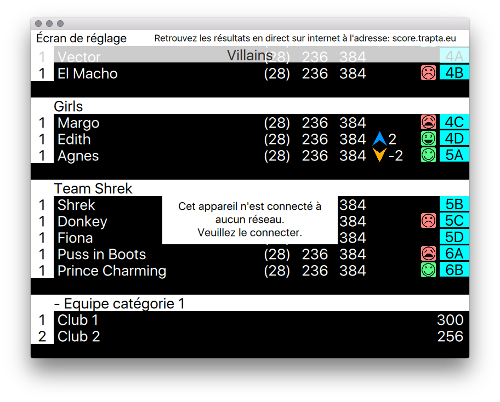 Écran de réglage Retrouvez les résultats en direct sur internet à l'adresse: score.trapta.eu
Villains
1 Vector (28) 236 384 4A
1 El Macho (28) 236 384 4B
Girls
1 Margo (28) 236 384 4C
1 Edith (28) 236 384 2 4D
1 Agnes (28) 236 384 -2 5A
Team Shrek
1 Shrek 384 5B
1 Donkey 384 5C
1 Fiona 384 5D
1 Puss in Boots (28) 236 384 6A
1 Prince Charming (28) 236 384 6B
Cet appareil n'est connecté à
aucun réseau.
Veuillez le connecter.
- Equipe catégorie 1
1 Club 1 300
2 Club 2 256